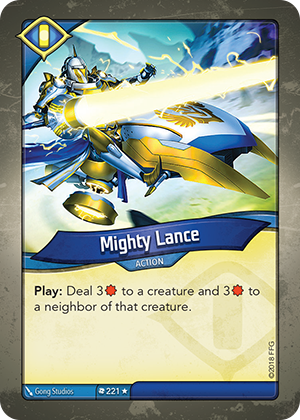 Mighty Lance
ACTION
Play: Deal 3 to a creature and 3 to
a neighbor of that creature.
©2018 FFG
Gong Studios
221